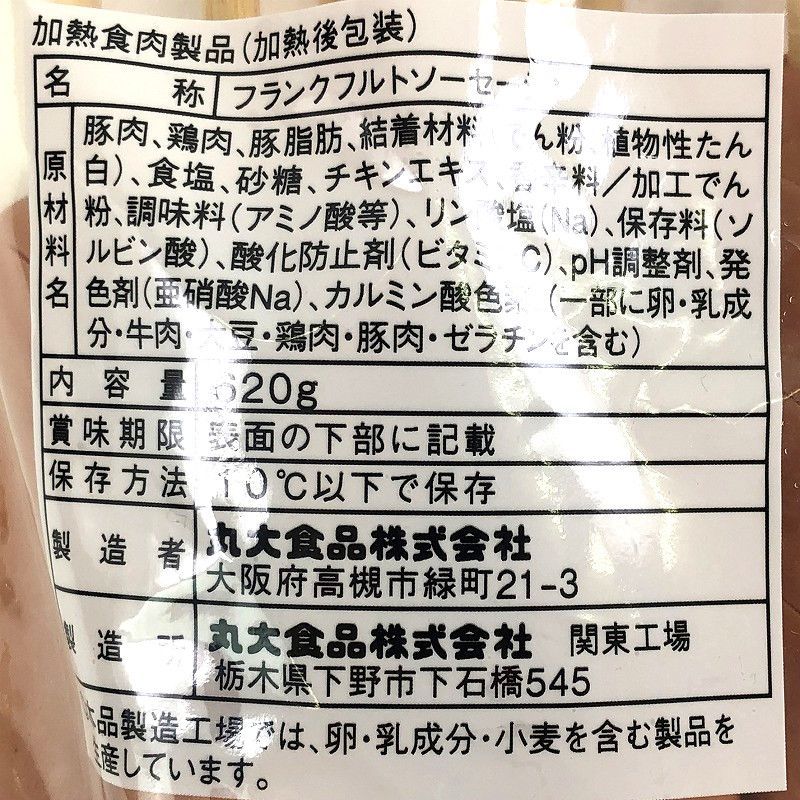 加熱食肉製品(加熱後包装)
名称 フランクフルトソーセー
原材料名
豚肉、鶏肉、豚脂肪、結着材料 でん粉、植物性たん
白)、食塩、砂糖、チキンエキス、香辛料/加工でん
粉、調味料(アミノ酸等)、リン酸塩(Na)、保存料(ソ
ルビン酸)、酸化防止剤(ビタミンC)、pH調整剤、発
色剤(亜硝酸Na)、カルミン酸色素、(一部に卵・乳成
分・牛肉・大豆・鶏肉・豚肉・ゼラチンを含む)
内容量 620g
賞味期限 表面の下部に記載
保存方法 10℃以下で保存
製造者 丸大食品株式会社
大阪府高槻市緑町21-3
製造所 丸大食品株式会社 関東工場
栃木県下野市下石橋545
本品製造工場では、卵・乳成分・小麦を含む製品を
生産しています。